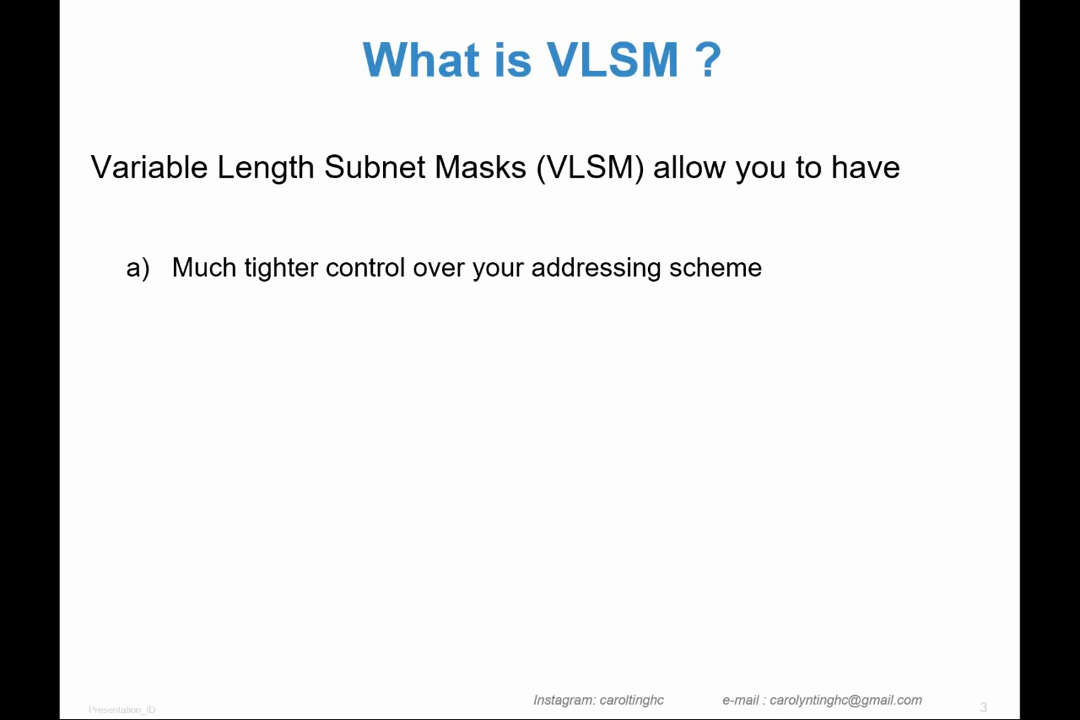 What is VLSM ?
Variable Length Subnet Masks (VLSM) allow you to have
a) Much tighter control over your addressing scheme
Presentation_ID
Instagram: caroltinghc e-mail : carolyntinghc@gmail.com
3